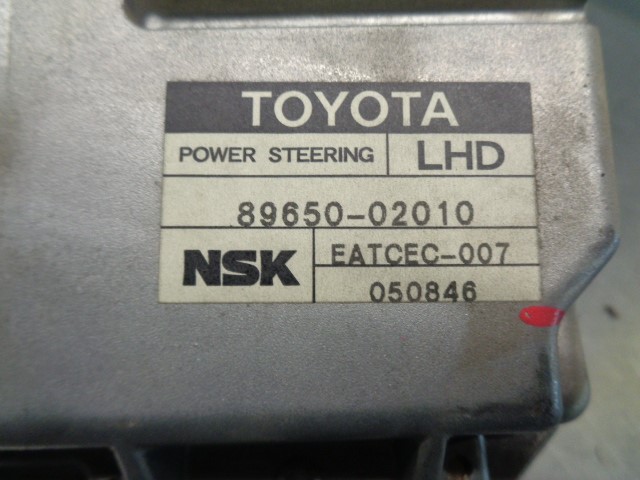 TOYOTA
POWER STEERING LHD
89650-02010
NSK EATCEC-007
050846